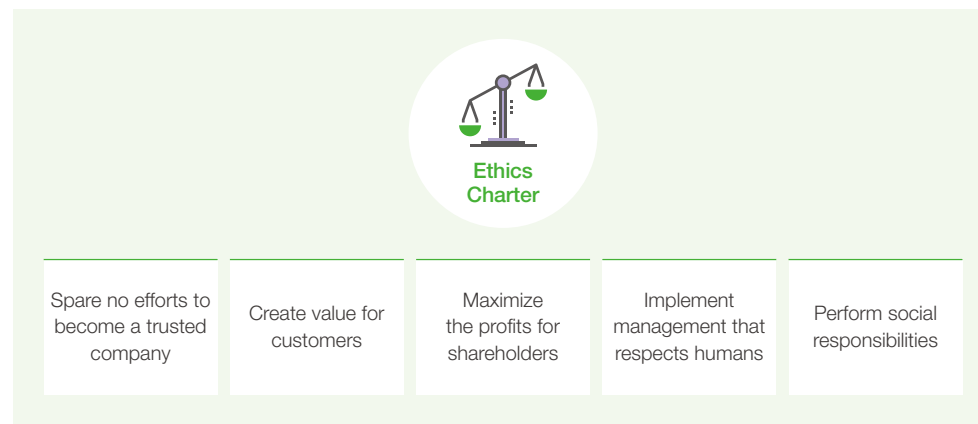 Ethics
Charter
Spare no efforts to
become a trusted
company
Create value for
customers
Maximize
the profits for
shareholders
Implement
management that
respects humans
Perform social
responsibilities